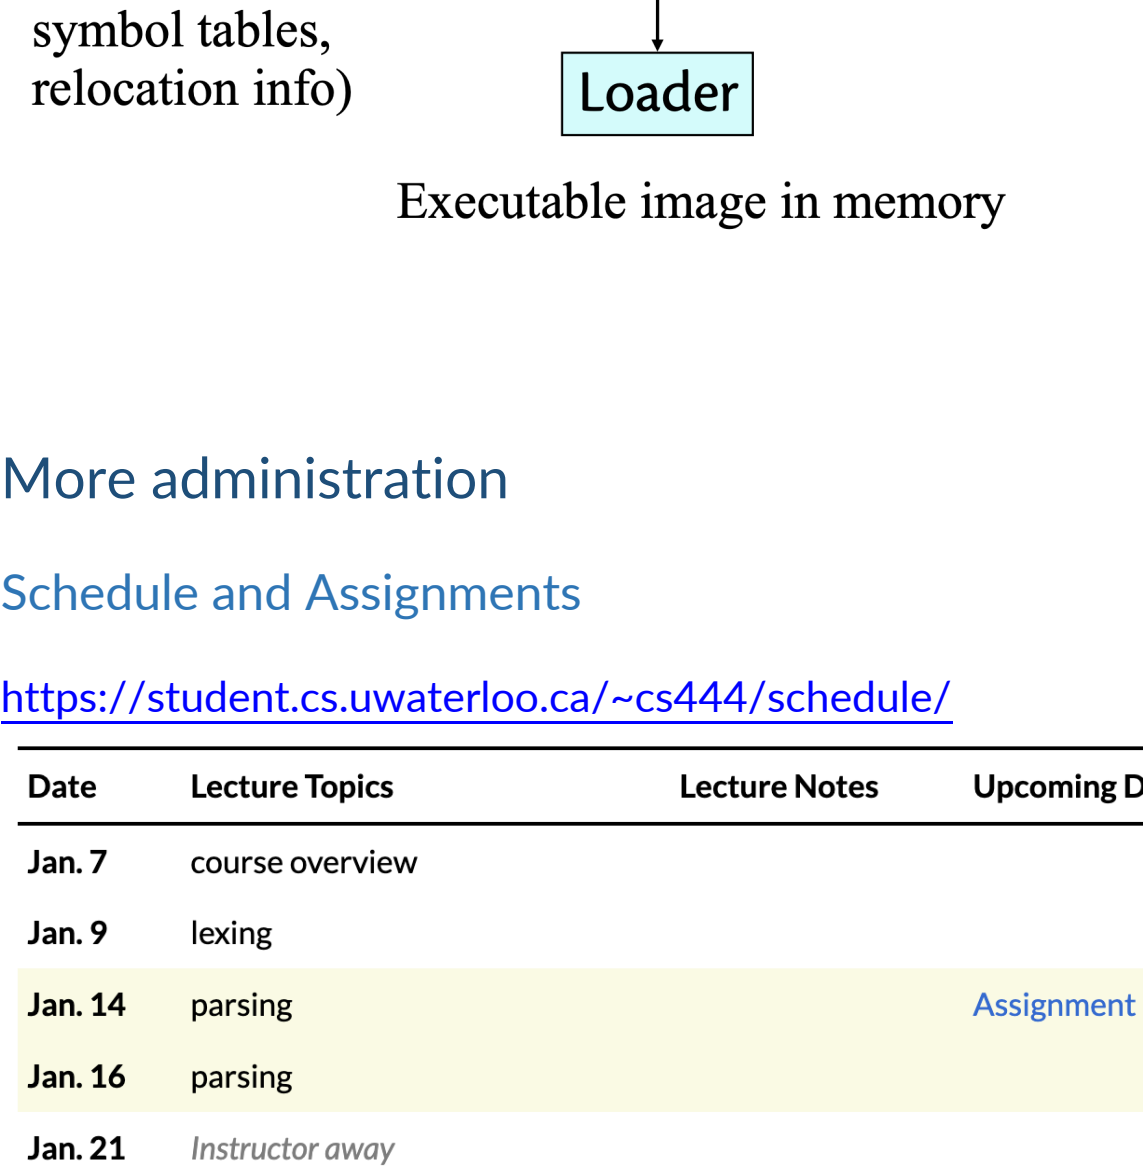 symbol tables,
relocation info)
Loader
Executable image in memory
More administration
Schedule and Assignments
https://student.cs.uwaterloo.ca/~cs444/schedule/
Date Lecture Topics Lecture Notes Upcoming D
Jan. 7 course overview
Jan. 9 lexing
Jan. 14 parsing Assignment
Jan. 16 parsing
Jan. 21 Instructor away